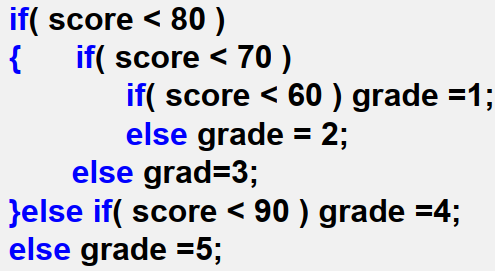 if( score < 80 )
{ if( score < 70 )
if( score < 60 ) grade =1;
else grade = 2;
else grad=3;
}else if( score < 90 ) grade =4;
else grade =5;